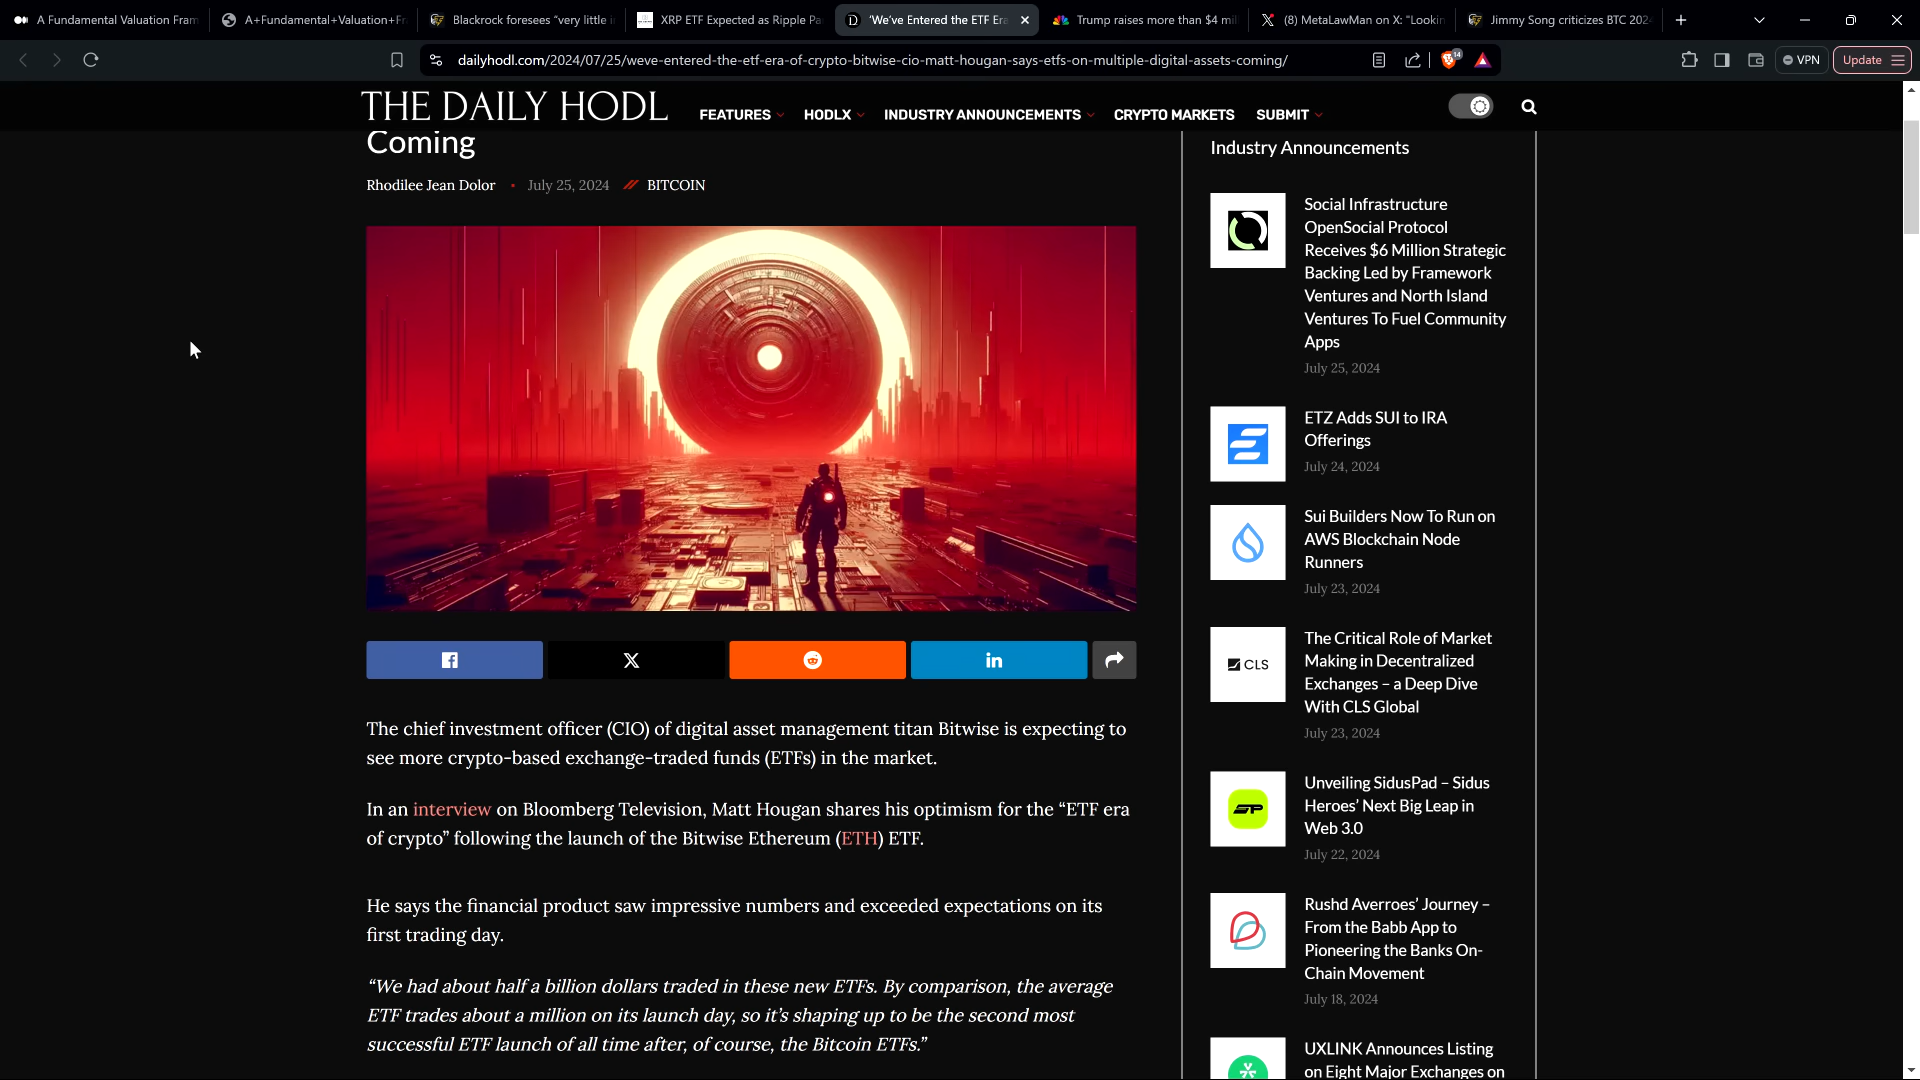 A Fundamental Valuation Fram
A+Fundamental+Valuation+Fr
Blackrock foresees "very little i
XRP ETF Expected as Ripple Pa
'We've Entered the ETF Era
Trump raises more than $4 mil
(8) MetaLawMan on X: "Lookin
Jimmy Song criticizes BTC 2024
dailyhodl.com/2024/07/25/weve-entered-the-etf-era-of-crypto-bitwise-cio-matt-hougan-says-etfs-on-multiple-digital-assets-coming/
14
VPN
Update
THE DAILY HODL
FEATURES
HODLX
INDUSTRY ANNOUNCEMENTS
CRYPTO MARKETS
SUBMIT
Coming
Rhodilee Jean Dolor • July 25, 2024 // BITCOIN
The chief investment officer (CIO) of digital asset management titan Bitwise is expecting to
see more crypto-based exchange-traded funds (ETFs) in the market.
In an interview on Bloomberg Television, Matt Hougan shares his optimism for the “ETF era
of crypto” following the launch of the Bitwise Ethereum (ETH) ETF.
He says the financial product saw impressive numbers and exceeded expectations on its
first trading day.
“We had about half a billion dollars traded in these new ETFs. By comparison, the average
ETF trades about a million on its launch day, so it’s shaping up to be the second most
successful ETF launch of all time after, of course, the Bitcoin ETFs.”
Industry Announcements
Social Infrastructure
OpenSocial Protocol
Receives $6 Million Strategic
Backing Led by Framework
Ventures and North Island
Ventures To Fuel Community
Apps
July 25, 2024
ETZ Adds SUI to IRA
Offerings
July 24, 2024
Sui Builders Now To Run on
AWS Blockchain Node
Runners
July 23, 2024
CLS
The Critical Role of Market
Making in Decentralized
Exchanges – a Deep Dive
With CLS Global
July 23, 2024
SP
Unveiling SidusPad – Sidus
Heroes’ Next Big Leap in
Web 3.0
July 22, 2024
Rushd Averroes’ Journey –
From the Babb App to
Pioneering the Banks On-
Chain Movement
July 18, 2024
UXLINK Announces Listing
on Eight Major Exchanges on